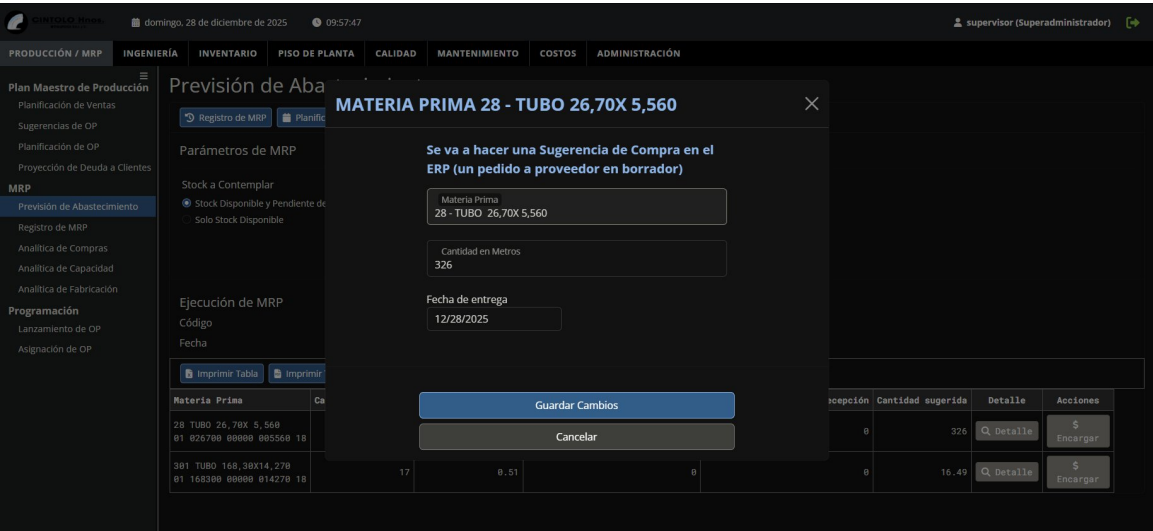 CINTOLO Hnos.
domingo, 28 de diciembre de 2025
09:57:47
supervisor (Superadministrador)
PRODUCCIÓN / MRP
INGENIERÍA
INVENTARIO
PISO DE PLANTA
CALIDAD
MANTENIMIENTO
COSTOS
ADMINISTRACIÓN
Plan Maestro de Producción
Planificación de Ventas
Sugerencias de OP
Planificación de OP
Proyección de Deuda a Clientes
MRP
Previsión de Abastecimiento
Registro de MRP
Analítica de Compras
Analítica de Capacidad
Analítica de Fabricación
Programación
Lanzamiento de OP
Asignación de OP
Previsión de Aba
Registro de MRP
Planific
Parámetros de MRP
Stock a Contemplar
Stock Disponible y Pendiente de
Solo Stock Disponible
Ejecución de MRP
Código
Fecha
Imprimir Tabla
Imprimir
MATERIA PRIMA 28 - TUBO 26,70X 5,560
Se va a hacer una Sugerencia de Compra en el
ERP (un pedido a proveedor en borrador)
Materia Prima
28 - TUBO 26,70X 5,560
Cantidad en Metros
326
Fecha de entrega
12/28/2025
Guardar Cambios
Cancelar
Materia Prima
Ca
ecepción
Cantidad sugerida
Detalle
Acciones
28 TUBO 26,70X 5,560
01 026700 00000 005560 18
0
326
Detalle
$
Encargar
301 TUBO 168,30X14,270
01 168300 00000 014270 18
17
0.51
0
0
16.49
Detalle
$
Encargar